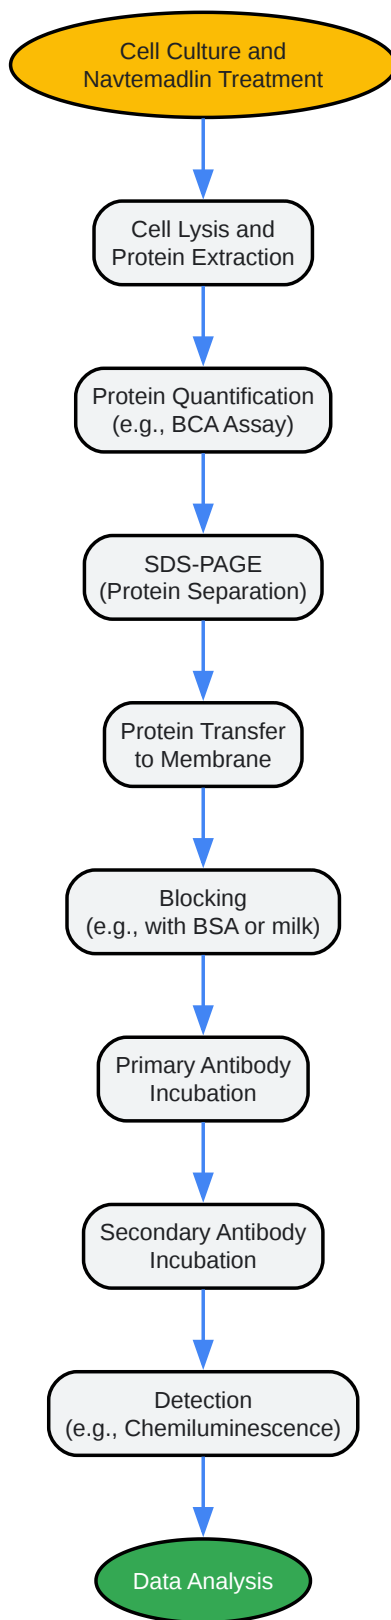 Cell Culture and
Navtemadlin Treatment
Cell Lysis and
Protein Extraction
Protein Quantification
(e.g., BCA Assay)
SDS-PAGE
(Protein Separation)
Protein Transfer
to Membrane
Blocking
(e.g., with BSA or milk)
Primary Antibody
Incubation
Secondary Antibody
Incubation
Detection
(e.g., Chemiluminescence)
Data Analysis